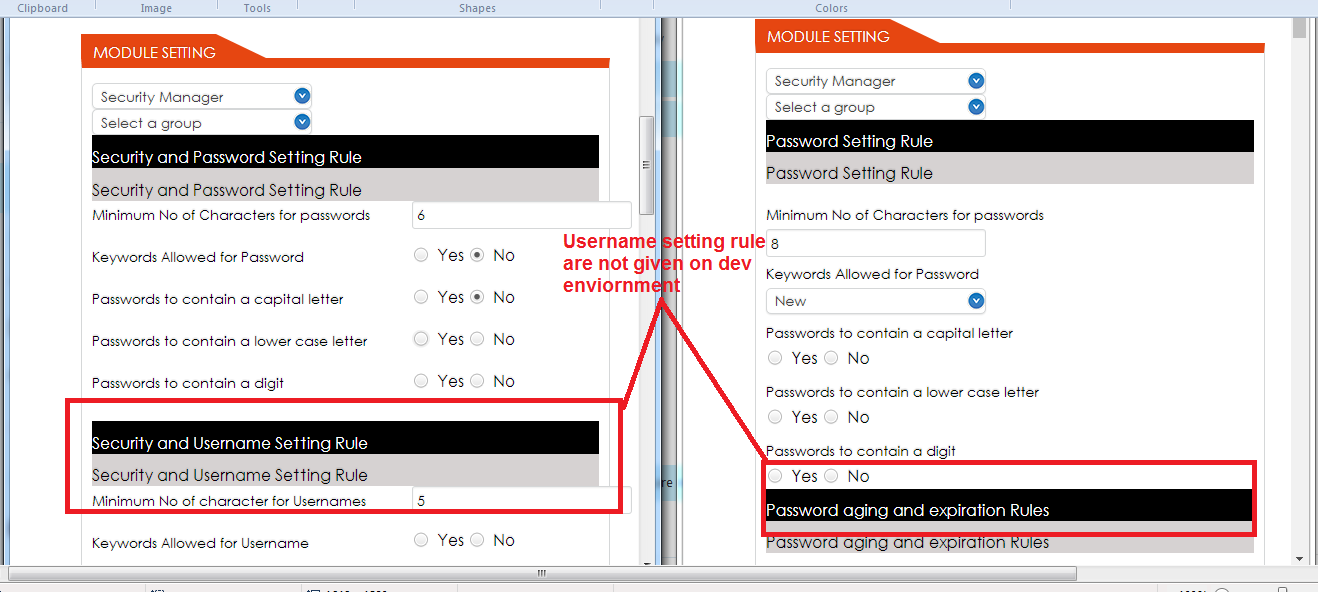 Clipboard
Image
Tools
Shapes
Colors
MODULE SETTING
Security Manager
Select a group
Security and Password Setting Rule
Security and Password Setting Rule
Minimum No of Characters for passwords
6
Keywords Allowed for Password
Yes No
Passwords to contain a capital letter
Yes No
Passwords to contain a lower case letter
Yes No
Passwords to contain a digit
Yes No
Security and Username Setting Rule
Security and Username Setting Rule
Minimum No of character for Usernames
5
Keywords Allowed for Username
Yes No
Username setting rule
are not given on dev
enviornment
MODULE SETTING
Security Manager
Select a group
Password Setting Rule
Password Setting Rule
Minimum No of Characters for passwords
8
Keywords Allowed for Password
New
Passwords to contain a capital letter
Yes No
Passwords to contain a lower case letter
Yes No
Passwords to contain a digit
Yes No
Password aging and expiration Rules
Password aging and expiration Rules